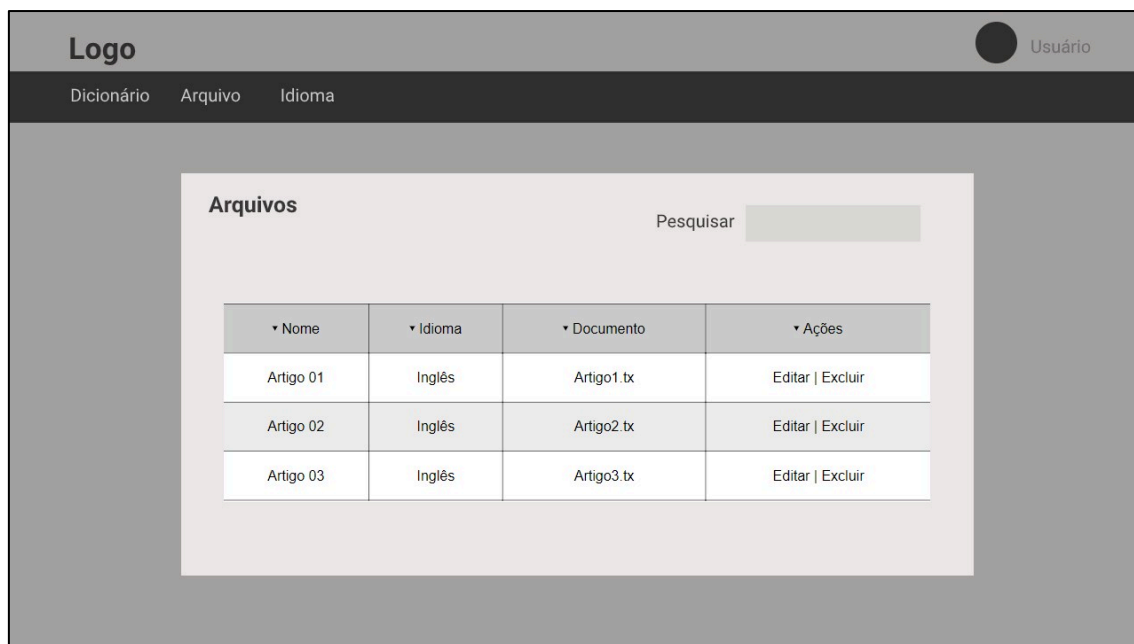 Logo
Usuário
Dicionário Arquivo Idioma
Arquivos
Pesquisar
▾ Nome ▾ Idioma ▾ Documento ▾ Ações
Artigo 01 Inglês Artigo1.tx Editar | Excluir
Artigo 02 Inglês Artigo2.tx Editar | Excluir
Artigo 03 Inglês Artigo3.tx Editar | Excluir